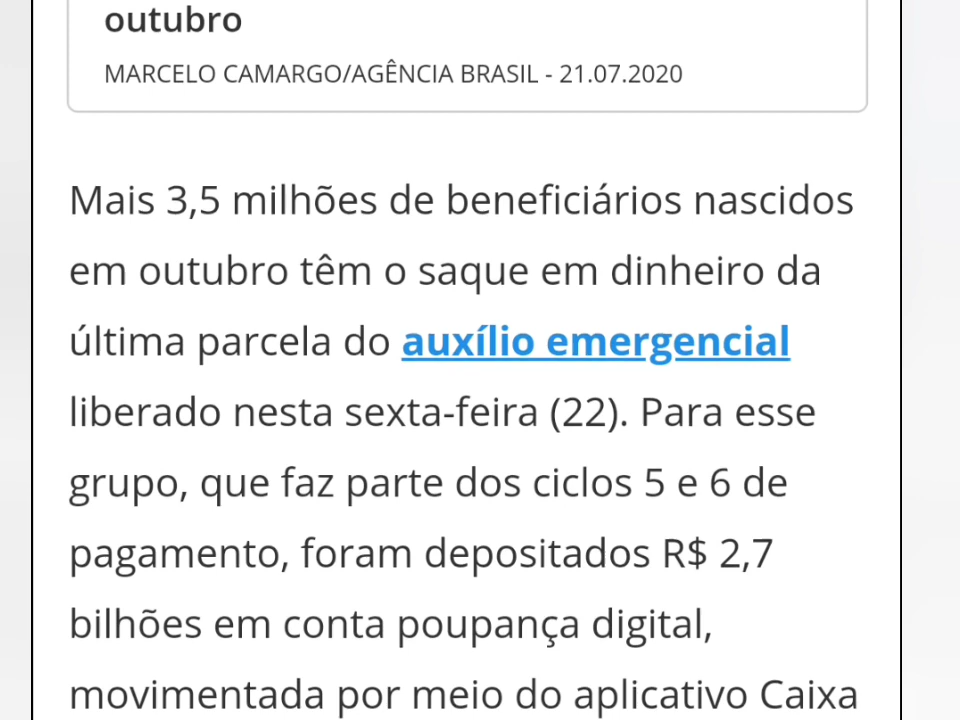 outubro
MARCELO CAMARGO/AGÊNCIA BRASIL - 21.07.2020
Mais 3,5 milhões de beneficiários nascidos
em outubro têm o saque em dinheiro da
última parcela do auxílio emergencial
liberado nesta sexta-feira (22). Para esse
grupo, que faz parte dos ciclos 5 e 6 de
pagamento, foram depositados R$ 2,7
bilhões em conta poupança digital,
movimentada por meio do aplicativo Caixa